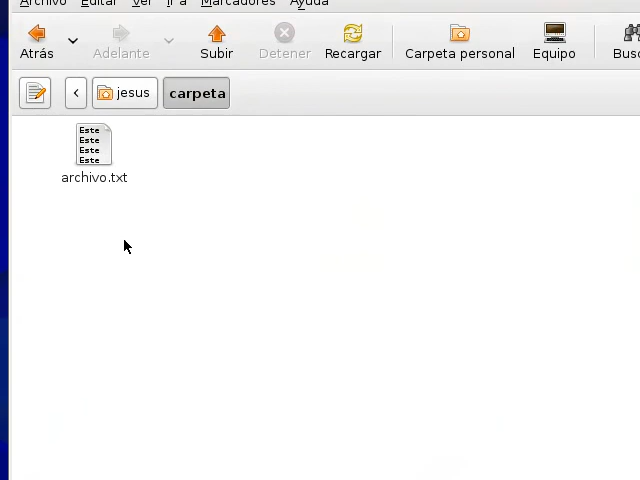 Archivo Editar Ver Ir a Marcadores Ayuda
Atrás Adelante Subir Detener Recargar Carpeta personal Equipo Busc
jesus carpeta
Este
Este
Este
Este
archivo.txt